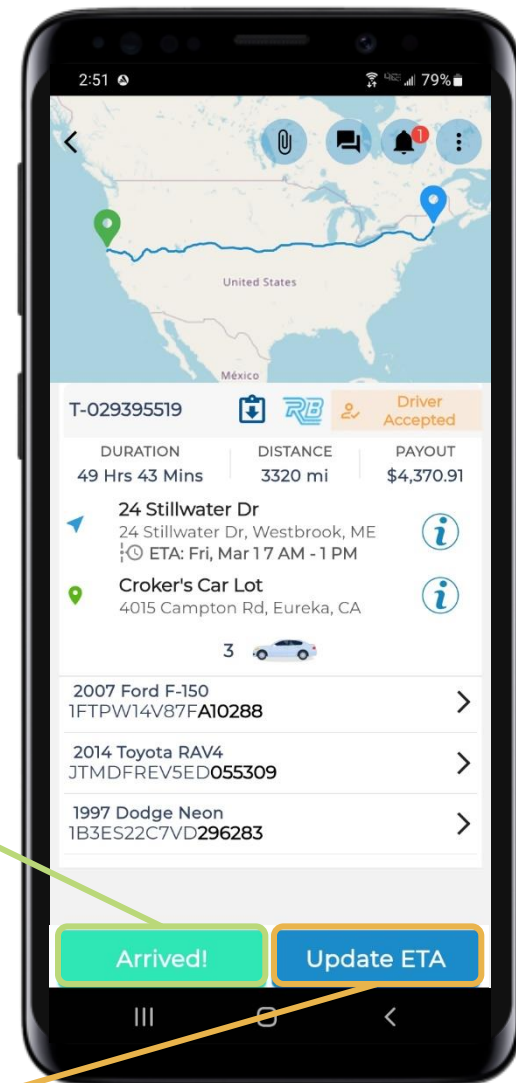 2:51 79%
1
United States
México
T-029395519 RB Driver
Accepted
DURATION DISTANCE PAYOUT
49 Hrs 43 Mins 3320 mi $4,370.91
24 Stillwater Dr
24 Stillwater Dr, Westbrook, ME
ETA: Fri, Mar 17 7 AM - 1 PM
Croker's Car Lot
4015 Campton Rd, Eureka, CA
3
2007 Ford F-150
1FTPW14V87FA10288
2014 Toyota RAV4
JTMDFREV5ED055309
1997 Dodge Neon
1B3ES22C7VD296283
Arrived! Update ETA